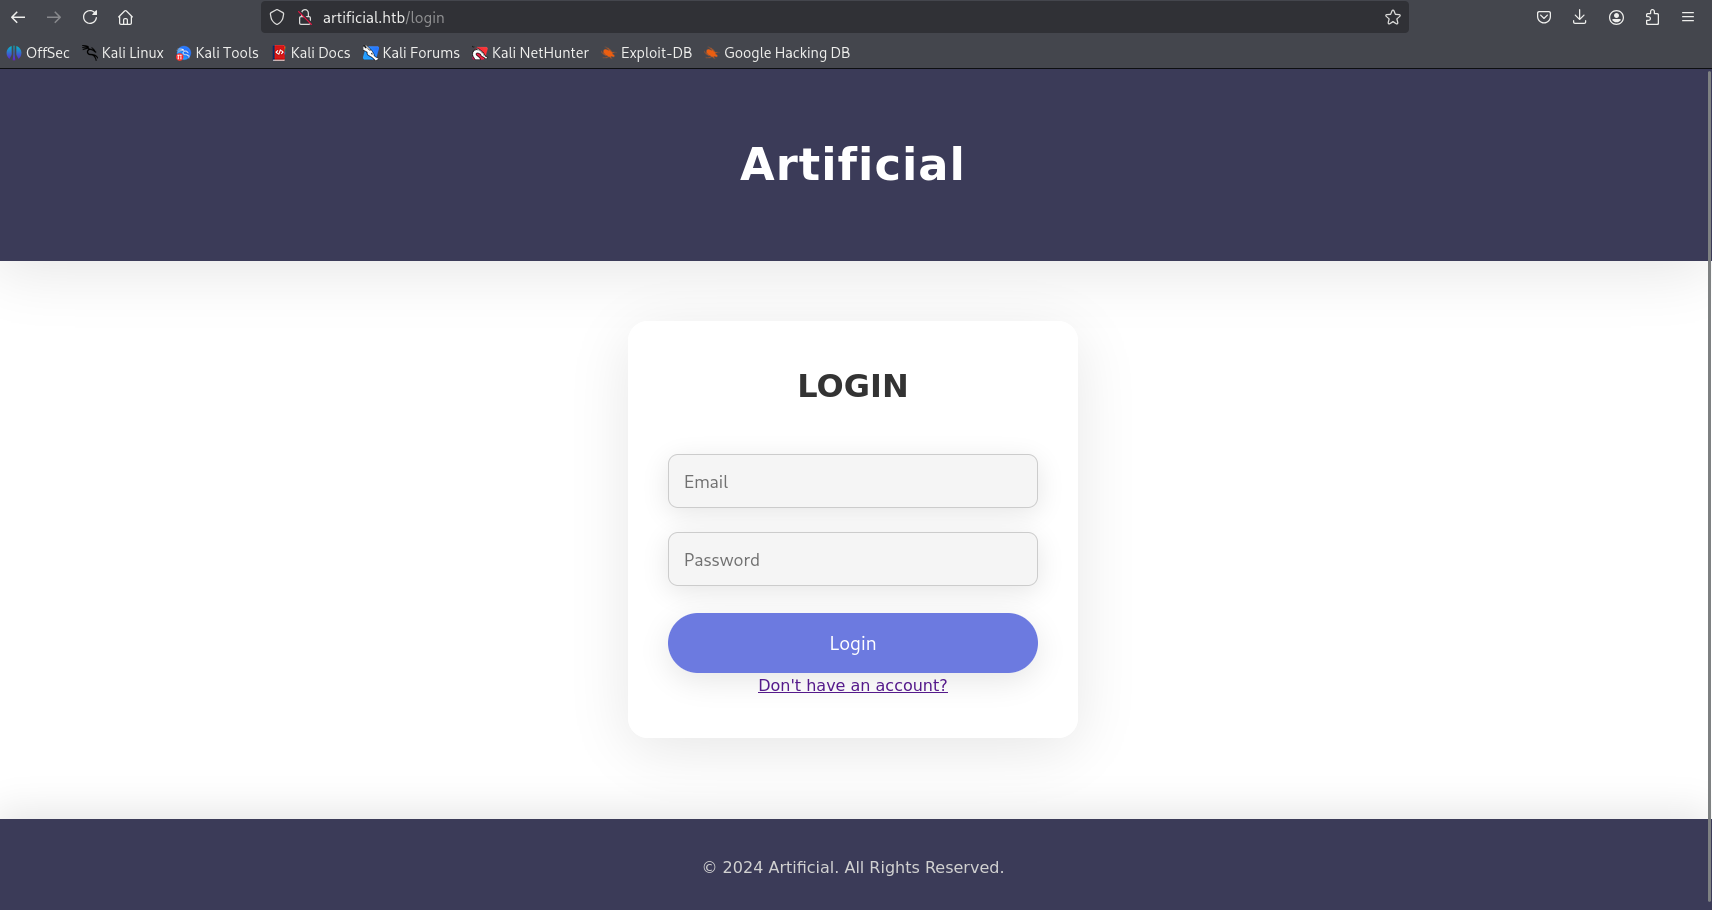 artificial.htb/login
OffSec Kali Linux Kali Tools Kali Docs Kali Forums Kali NetHunter Exploit-DB Google Hacking DB
Artificial
LOGIN
Email
Password
Login
Don't have an account?
© 2024 Artificial. All Rights Reserved.